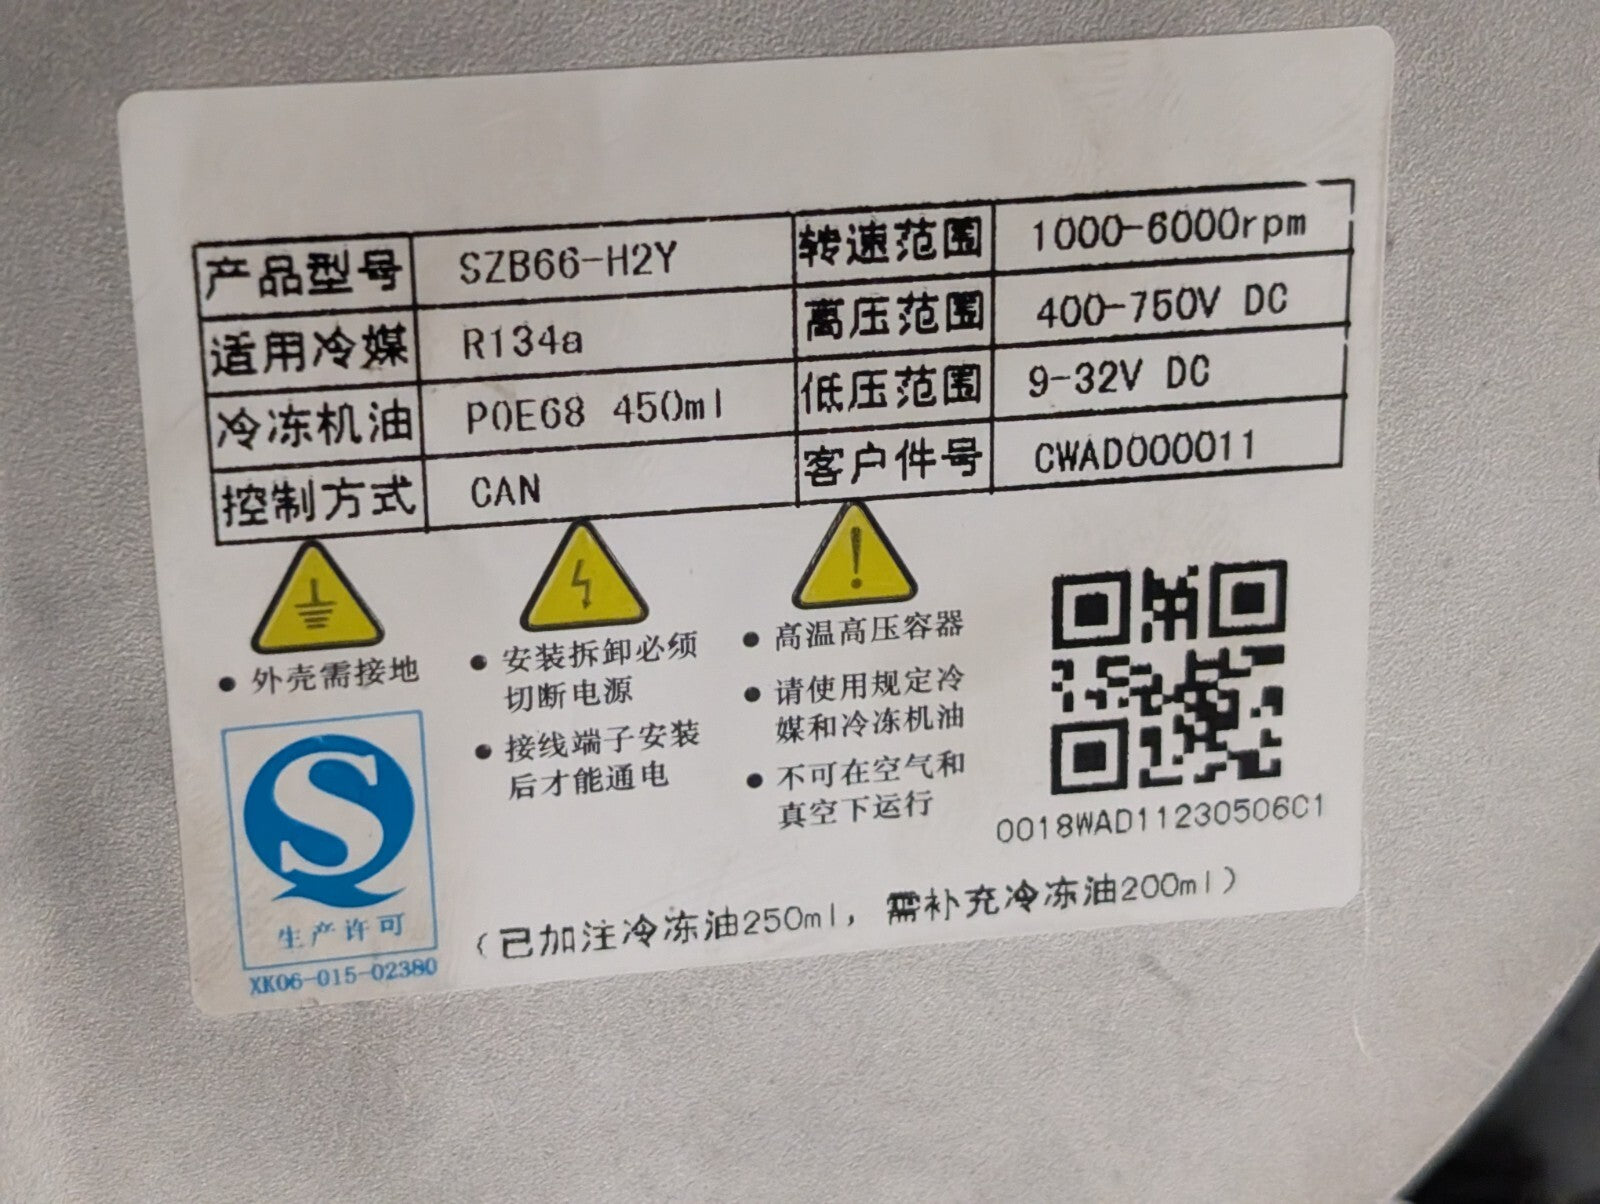 产品型号 SZB66-H2Y 转速范围 1000-6000rpm
适用冷媒 R134a 高压范围 400-750V DC
冷冻机油 POE68 450ml 低压范围 9-32V DC
控制方式 CAN 客户件号 CWAD000011
● 外壳需接地
● 安装拆卸必须
切断电源
● 接线端子安装
后才能通电
● 高温高压容器
● 请使用规定冷
媒和冷冻机油
● 不可在空气和
真空下运行
S
生产许可
XK06-015-02380
0018WAD11230506C1
(已加注冷冻油250ml，需补充冷冻油200ml)